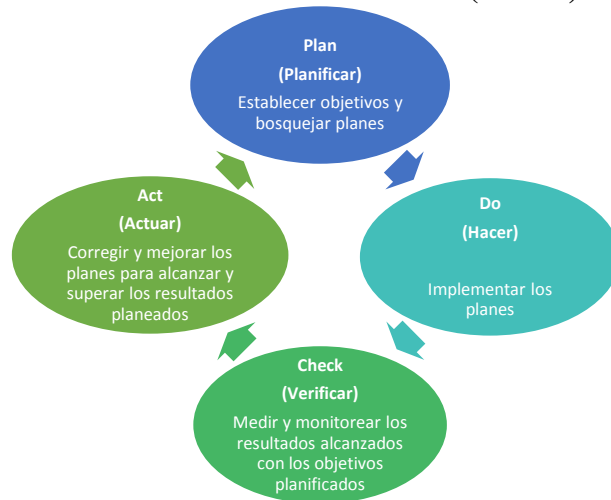 Plan
(Planificar)
Establecer objetivos y
bosquejar planes
Act
(Actuar)
Corregir y mejorar los
planes para alcanzar y
superar los resultados
planeados
Do
(Hacer)
Implementar los
planes
Check
(Verificar)
Medir y monitorear los
resultados alcanzados
con los objetivos
planificados